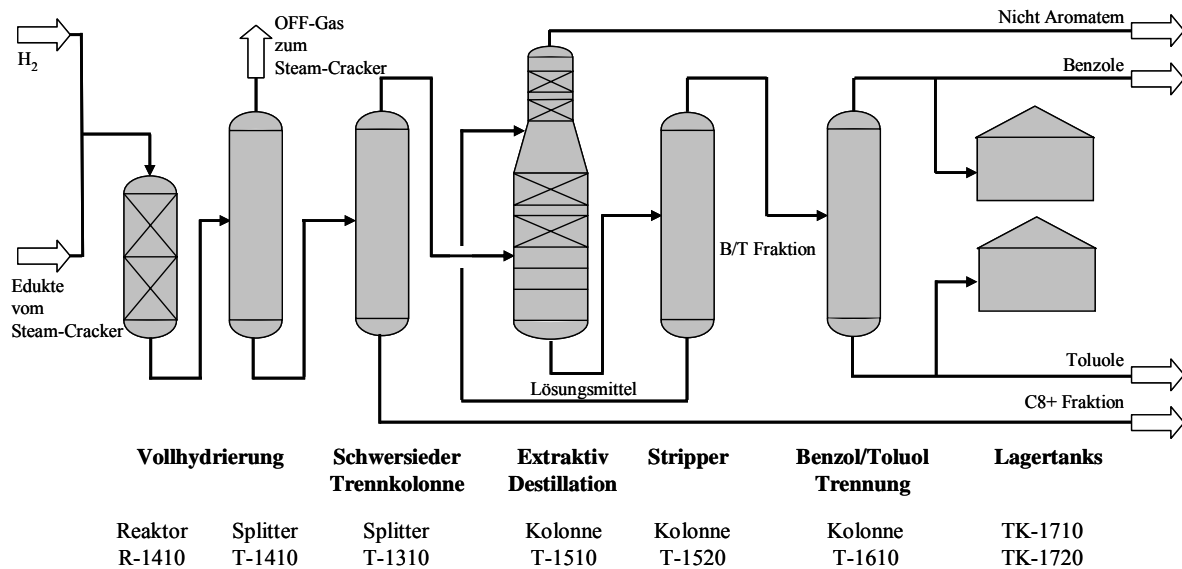 H2
Edukte
vom
Steam-Cracker
OFF-Gas
zum
Steam-Cracker
Nicht Aromatem
Benzole
B/T Fraktion
Lösungsmittel
Toluole
C8+ Fraktion
Vollhydrierung
Schwersieder
Trennkolonne
Extraktiv
Destillation
Stripper
Benzol/Toluol
Trennung
Lagertanks
Reaktor
R-1410
Splitter
T-1410
Splitter
T-1310
Kolonne
T-1510
Kolonne
T-1520
Kolonne
T-1610
TK-1710
TK-1720